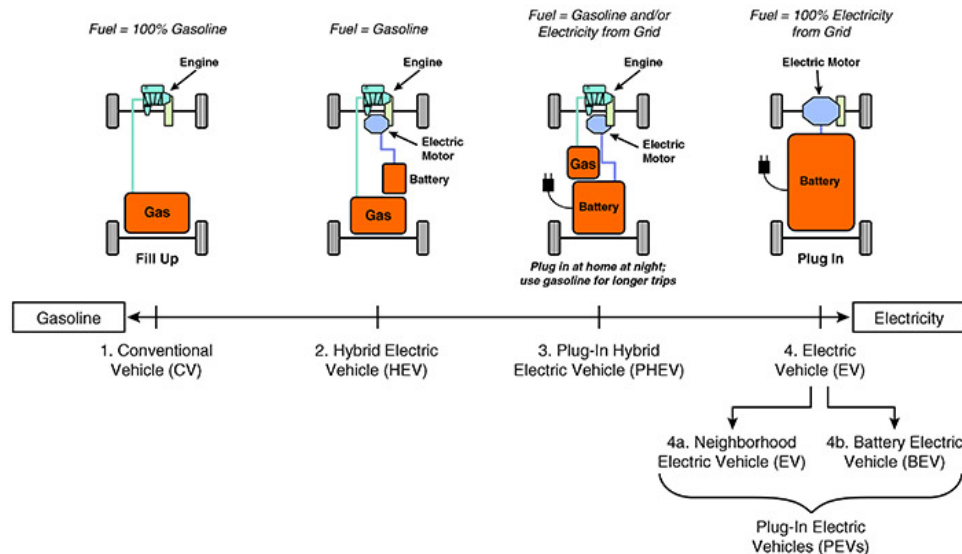 Fuel = 100% Gasoline
Engine
Gas
Fill Up
Fuel = Gasoline
Engine
Electric
Motor
Battery
Gas
Fuel = Gasoline and/or
Electricity from Grid
Engine
Electric
Motor
Gas
Battery
Plug in at home at night;
use gasoline for longer trips
Fuel = 100% Electricity
from Grid
Electric Motor
Battery
Plug In
Gasoline
Electricity
1. Conventional
Vehicle (CV)
2. Hybrid Electric
Vehicle (HEV)
3. Plug-In Hybrid
Electric Vehicle (PHEV)
4. Electric
Vehicle (EV)
4a. Neighborhood
Electric Vehicle (EV)
4b. Battery Electric
Vehicle (BEV)
Plug-In Electric
Vehicles (PEVs)